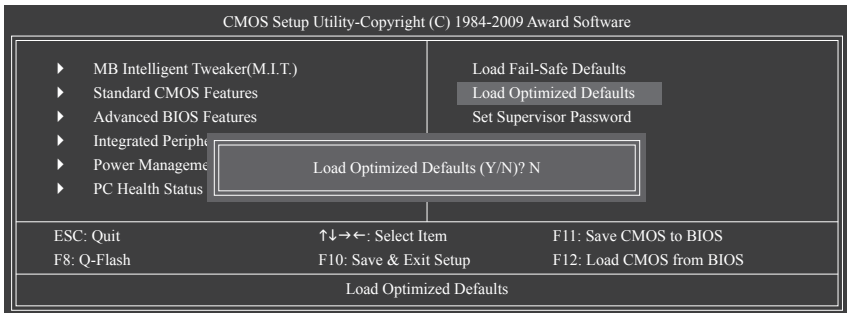 CMOS Setup Utility-Copyright (C) 1984-2009 Award Software
MB Intelligent Tweaker(M.I.T.)
Standard CMOS Features
Advanced BIOS Features
Integrated Periphe
Power Manageme
PC Health Status
Load Fail-Safe Defaults
Load Optimized Defaults
Set Supervisor Password
Load Optimized Defaults (Y/N)? N
ESC: Quit ↑↓→←: Select Item F11: Save CMOS to BIOS
F8: Q-Flash F10: Save & Exit Setup F12: Load CMOS from BIOS
Load Optimized Defaults